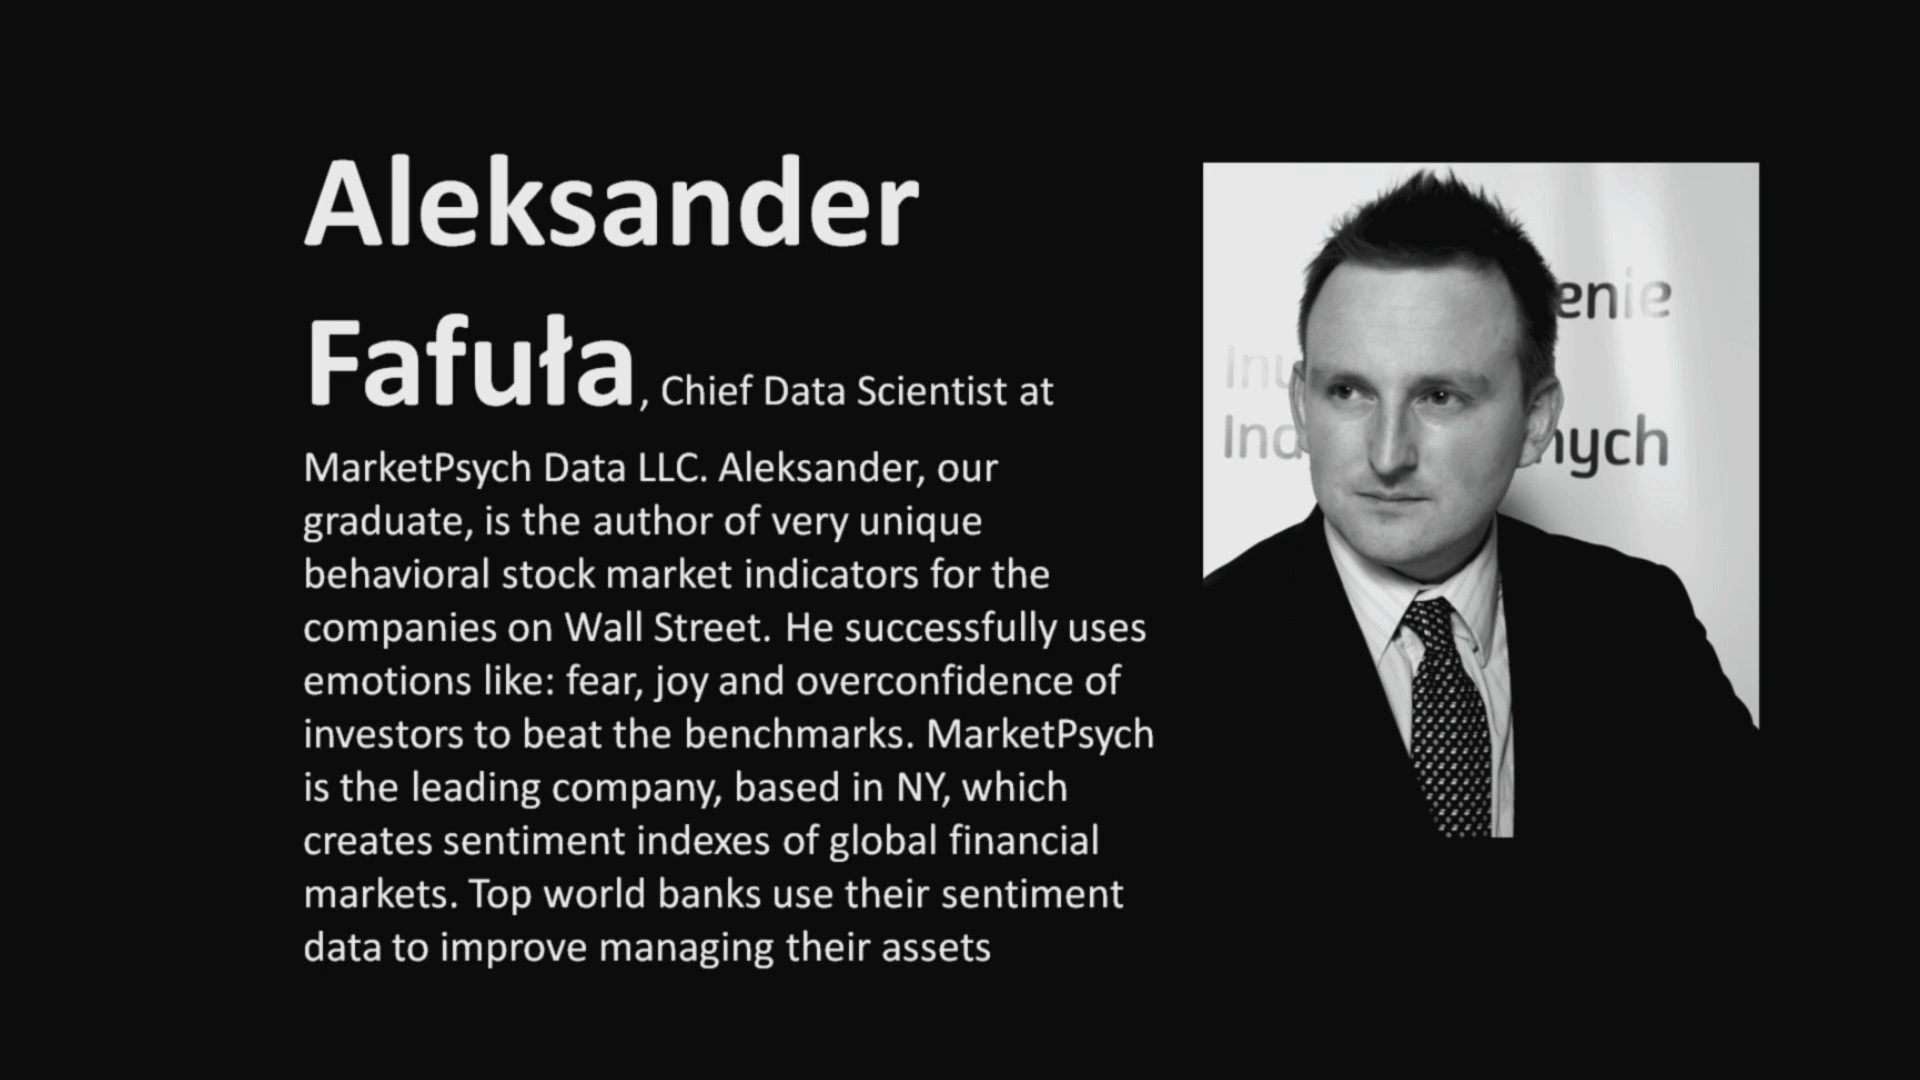 Aleksander
Fafuła, Chief Data Scientist at
MarketPsych Data LLC. Aleksander, our
graduate, is the author of very unique
behavioral stock market indicators for the
companies on Wall Street. He successfully uses
emotions like: fear, joy and overconfidence of
investors to beat the benchmarks. MarketPsych
is the leading company, based in NY, which
creates sentiment indexes of global financial
markets. Top world banks use their sentiment
data to improve managing their assets